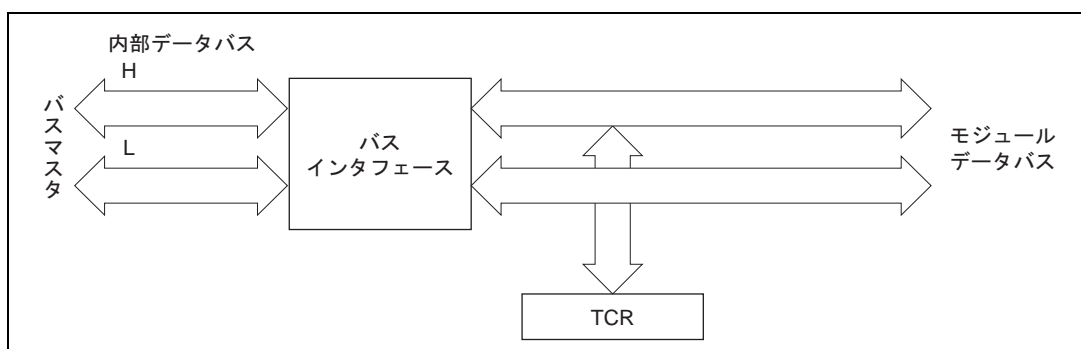 内部データバス
H
バスマスタ
L
バス
インタフェース
モジュール
データバス
TCR